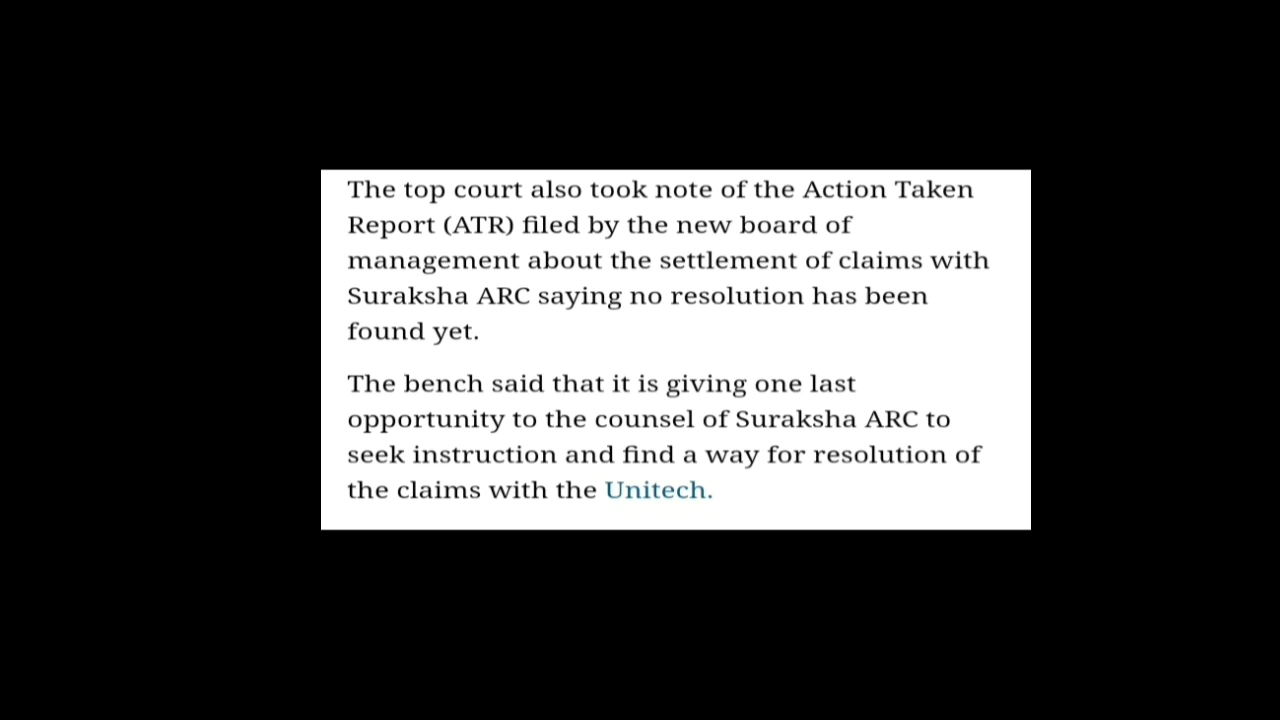 The top court also took note of the Action Taken
Report (ATR) filed by the new board of
management about the settlement of claims with
Suraksha ARC saying no resolution has been
found yet.
The bench said that it is giving one last
opportunity to the counsel of Suraksha ARC to
seek instruction and find a way for resolution of
the claims with the Unitech.